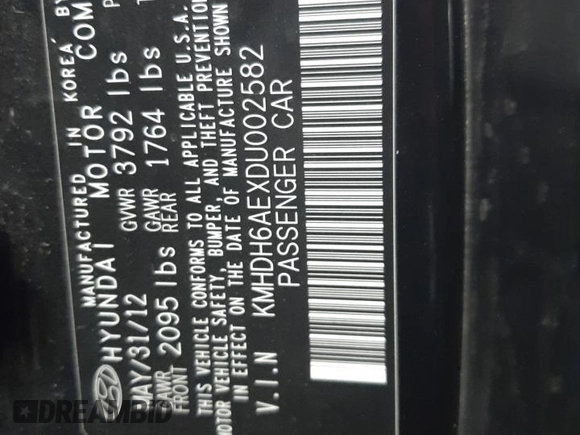 MANUFACTURED IN KOREA BY
HYUNDAI MOTOR COM
MAY/31/12 GVWR 3792 lbs
GAWR FRONT 2095 lbs GAWR REAR 1764 lbs
THIS VEHICLE CONFORMS TO ALL APPLICABLE U.S.A.
MOTOR VEHICLE SAFETY, BUMPER, AND THEFT PREVENTION
IN EFFECT ON THE DATE OF MANUFACTURE SHOWN
V.I.N KMHDH6AEXDU002582
PASSENGER CAR
DREAMBID